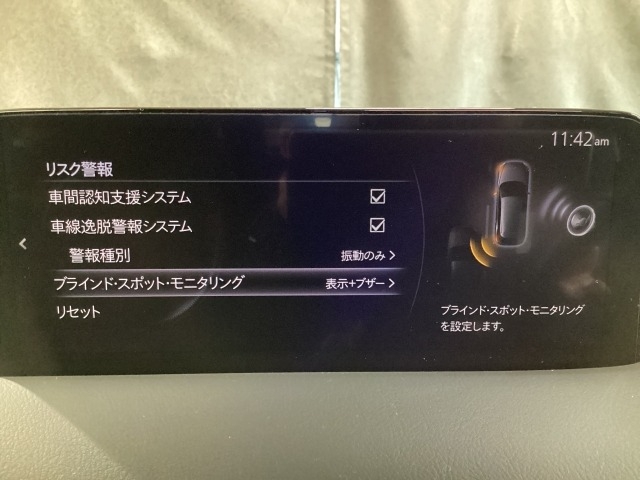 11:42am
リスク警報
車間認知支援システム
車線逸脱警報システム
警報種別 振動のみ
ブラインド・スポット・モニタリング 表示+ブザー
リセット
ブラインド・スポット・モニタリング
を設定します。